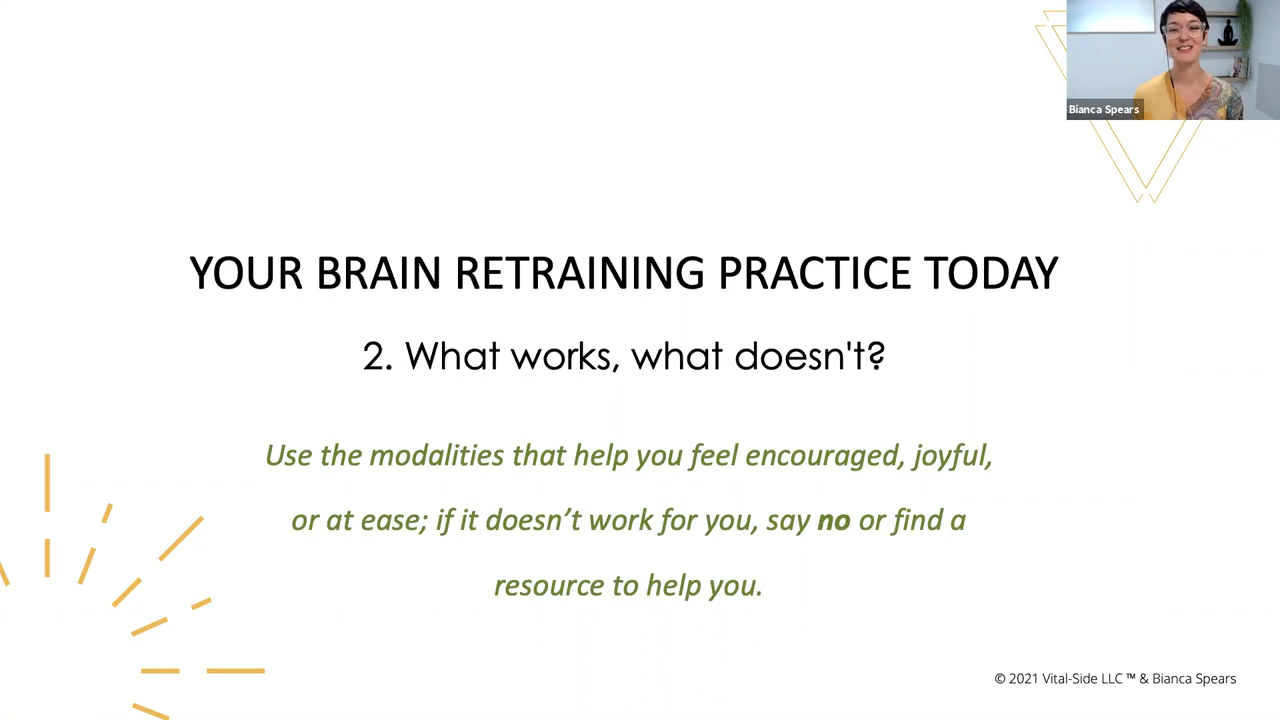 Bianca Spears
YOUR BRAIN RETRAINING PRACTICE TODAY
2. What works, what doesn't?
Use the modalities that help you feel encouraged, joyful,
or at ease; if it doesn’t work for you, say no or find a
resource to help you.
© 2021 Vital-Side LLC ™ & Bianca Spears